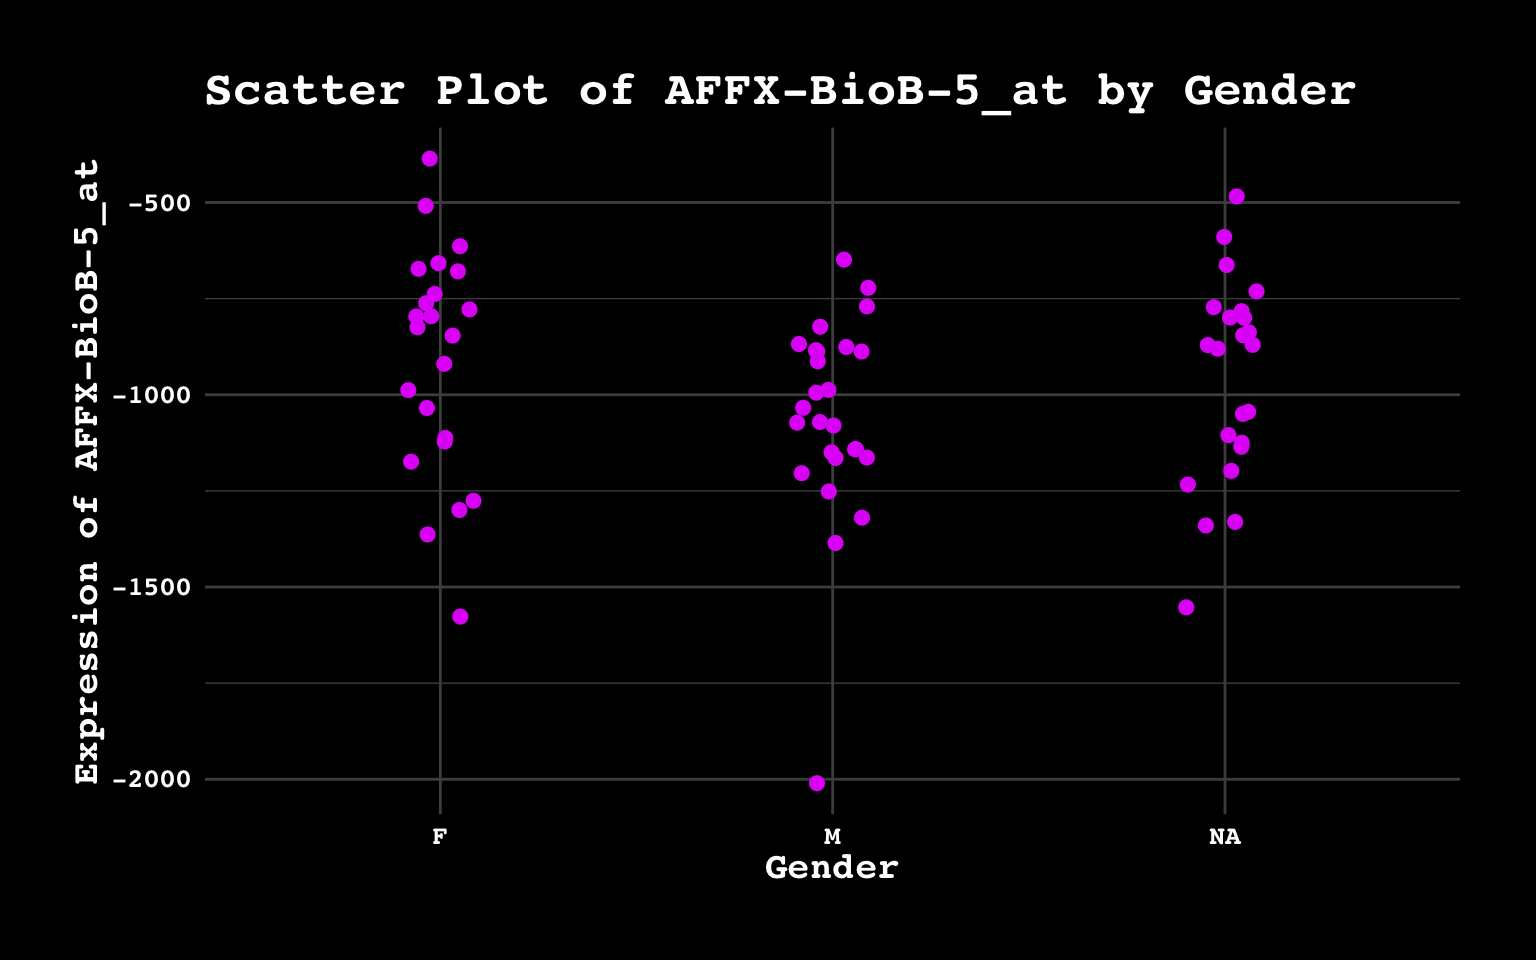 Scatter Plot of AFFX-BioB-5_at by Gender
Expression of AFFX-BioB-5_at
-500
-1000
-1500
-2000
F M NA
Gender